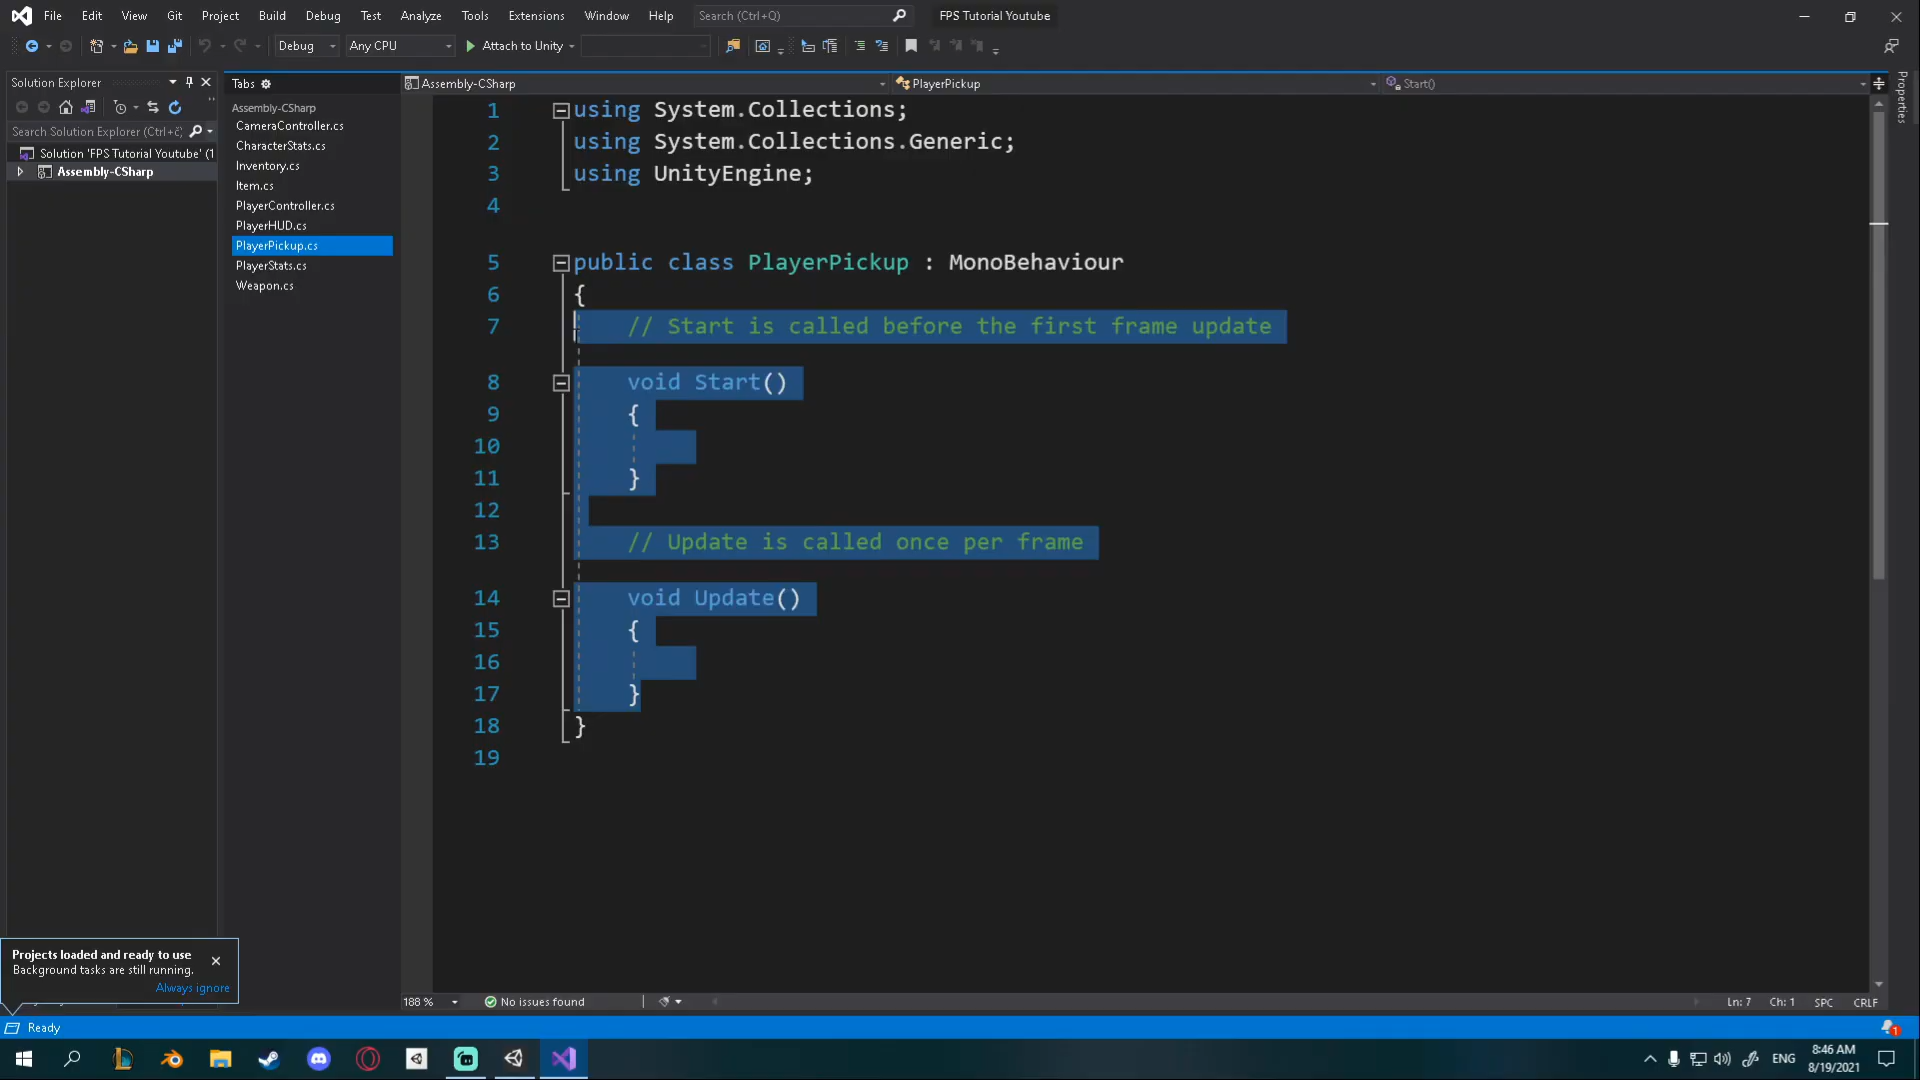 File Edit View Git Project Build Debug Test Analyze Tools Extensions Window Help Search (Ctrl+Q) FPS Tutorial Youtube
Debug Any CPU Attach to Unity
Solution Explorer
Search Solution Explorer (Ctrl+č)
Solution 'FPS Tutorial Youtube' (1
Assembly-CSharp
Tabs
Assembly-CSharp
CameraController.cs
CharacterStats.cs
Inventory.cs
Item.cs
PlayerController.cs
PlayerHUD.cs
PlayerPickup.cs
PlayerStats.cs
Weapon.cs
Assembly-CSharp PlayerPickup Start()
Properties
1 using System.Collections;
2 using System.Collections.Generic;
3 using UnityEngine;
4
5 public class PlayerPickup : MonoBehaviour
6 {
7 // Start is called before the first frame update
8 void Start()
9 {
10
11 }
12
13 // Update is called once per frame
14 void Update()
15 {
16
17 }
18 }
19
Projects loaded and ready to use
Background tasks are still running.
Always ignore
188 % No issues found Ln: 7 Ch: 1 SPC CRLF
Ready 1
ENG 8:46 AM
8/19/2021